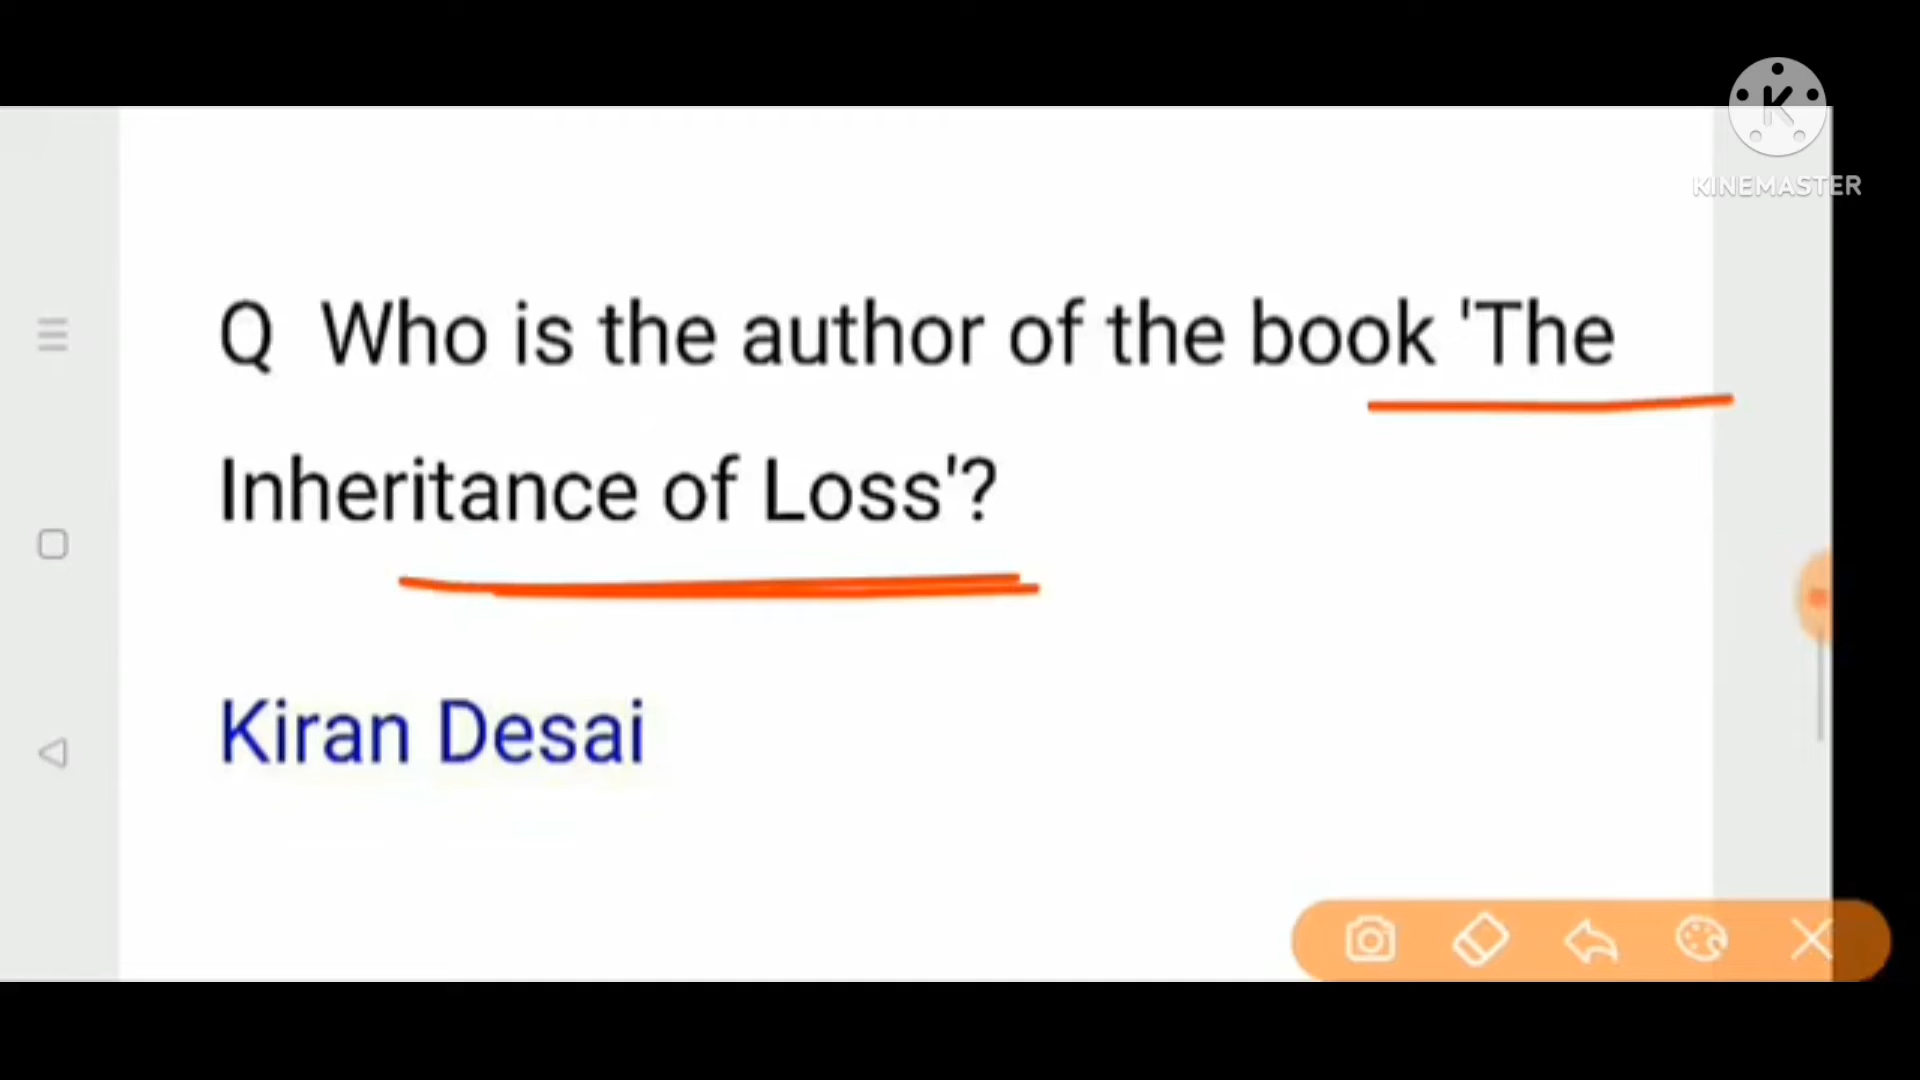 KINEMASTER
Q Who is the author of the book 'The
Inheritance of Loss'?
Kiran Desai